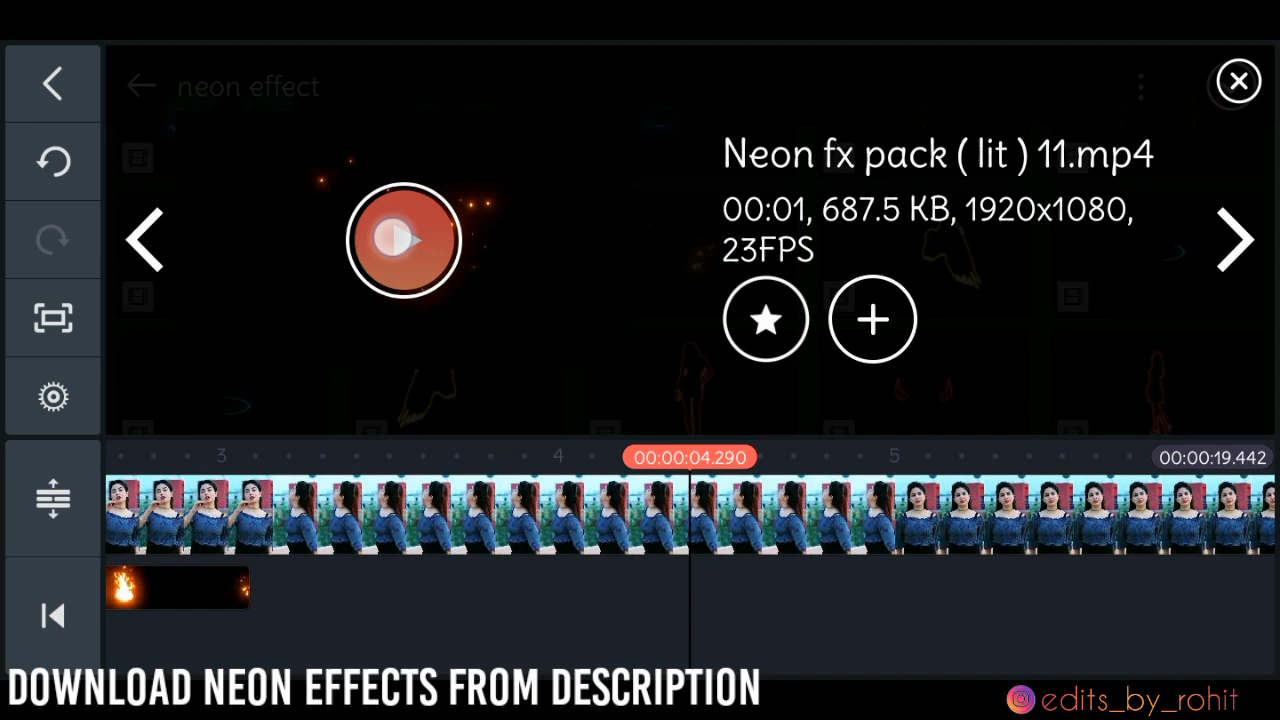 neon effect
Neon fx pack ( lit ) 11.mp4
00:01, 687.5 KB, 1920x1080,
23FPS
3
4
00:00:04.290
5
00:00:19.442
DOWNLOAD NEON EFFECTS FROM DESCRIPTION
edits_by_rohit